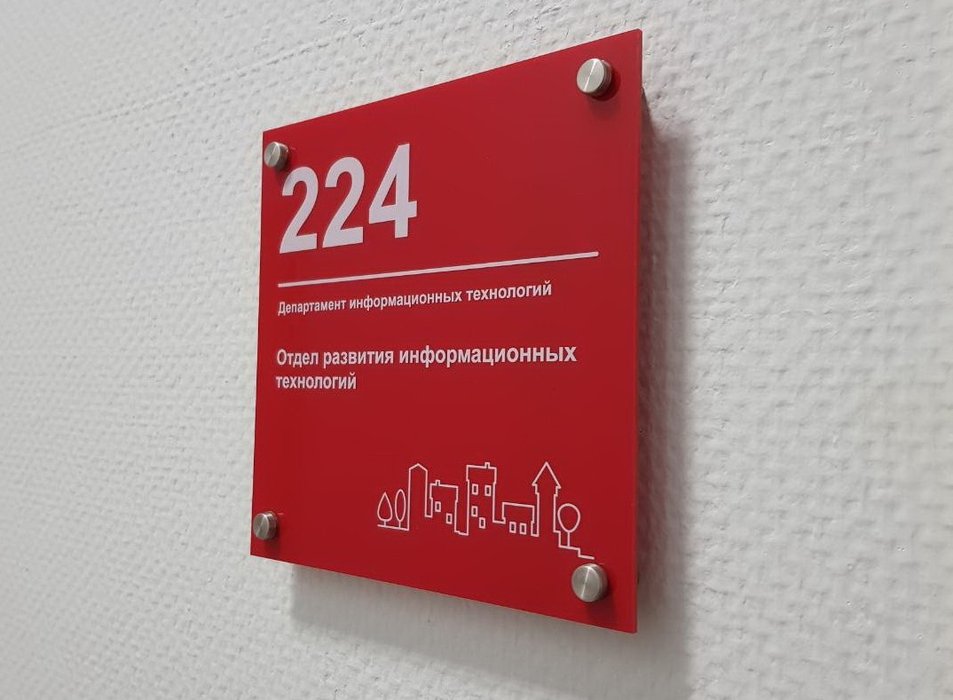 224
Департамент информационных технологий
Отдел развития информационных
технологий